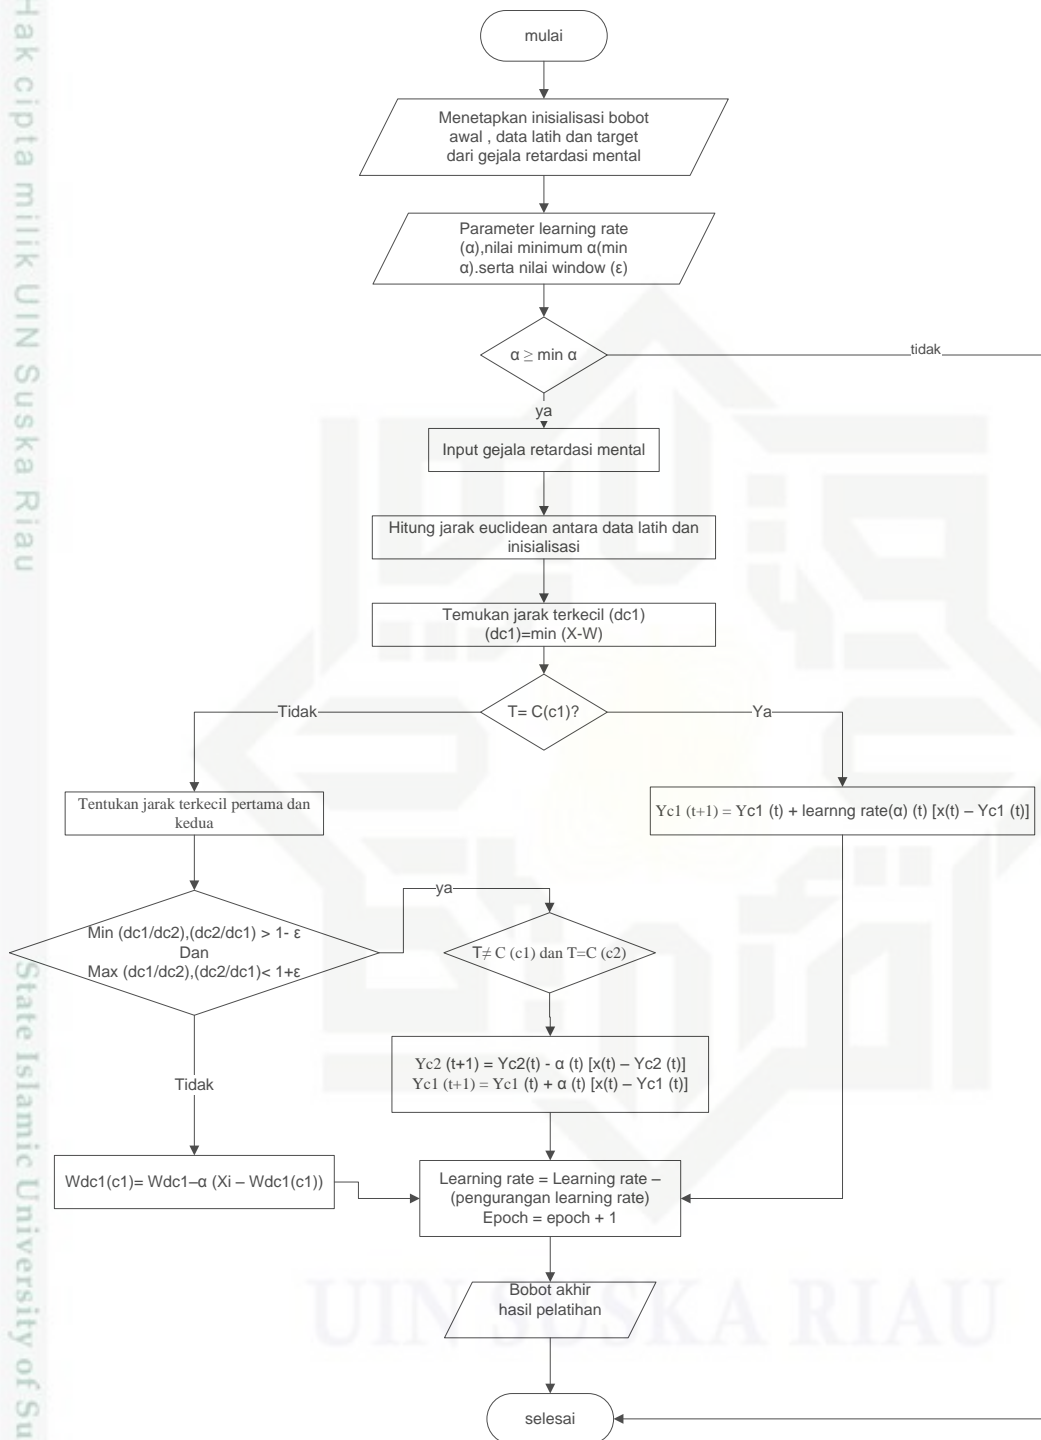 Hak cipta milik UIN Suska Riau
State Islamic University of Su
mulai
Menetapkan inisialisasi bobot
awal , data latih dan target
dari gejala retardasi mental
Parameter learning rate
(α),nilai minimum α(min
α).serta nilai window (ε)
α ≥ min α
tidak
ya
Input gejala retardasi mental
Hitung jarak euclidean antara data latih dan
inisialisasi
Temukan jarak terkecil (dc1)
(dc1)=min (X-W)
T= C(c1)?
Tidak
Ya
Tentukan jarak terkecil pertama dan
kedua
Yc1 (t+1) = Yc1 (t) + learnng rate(α) (t) [x(t) – Yc1 (t)]
Min (dc1/dc2),(dc2/dc1) > 1- ε
Dan
Max (dc1/dc2),(dc2/dc1)< 1+ε
ya
T≠ C (c1) dan T=C (c2)
Yc2 (t+1) = Yc2(t) - α (t) [x(t) – Yc2 (t)]
Yc1 (t+1) = Yc1 (t) + α (t) [x(t) – Yc1 (t)]
Tidak
Wdc1(c1)= Wdc1–α (Xi – Wdc1(c1))
Learning rate = Learning rate –
(pengurangan learning rate)
Epoch = epoch + 1
Bobot akhir
hasil pelatihan
UIN SUSKA RIAU
selesai